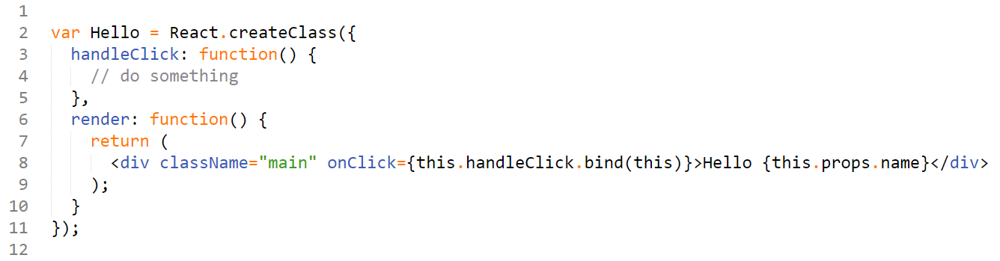 1
2 var Hello = React.createClass({
3   handleClick: function() {
4     // do something
5   },
6   render: function() {
7     return (
8       <div className="main" onClick={this.handleClick.bind(this)}>Hello {this.props.name}</div>
9     );
10   }
11 });
12